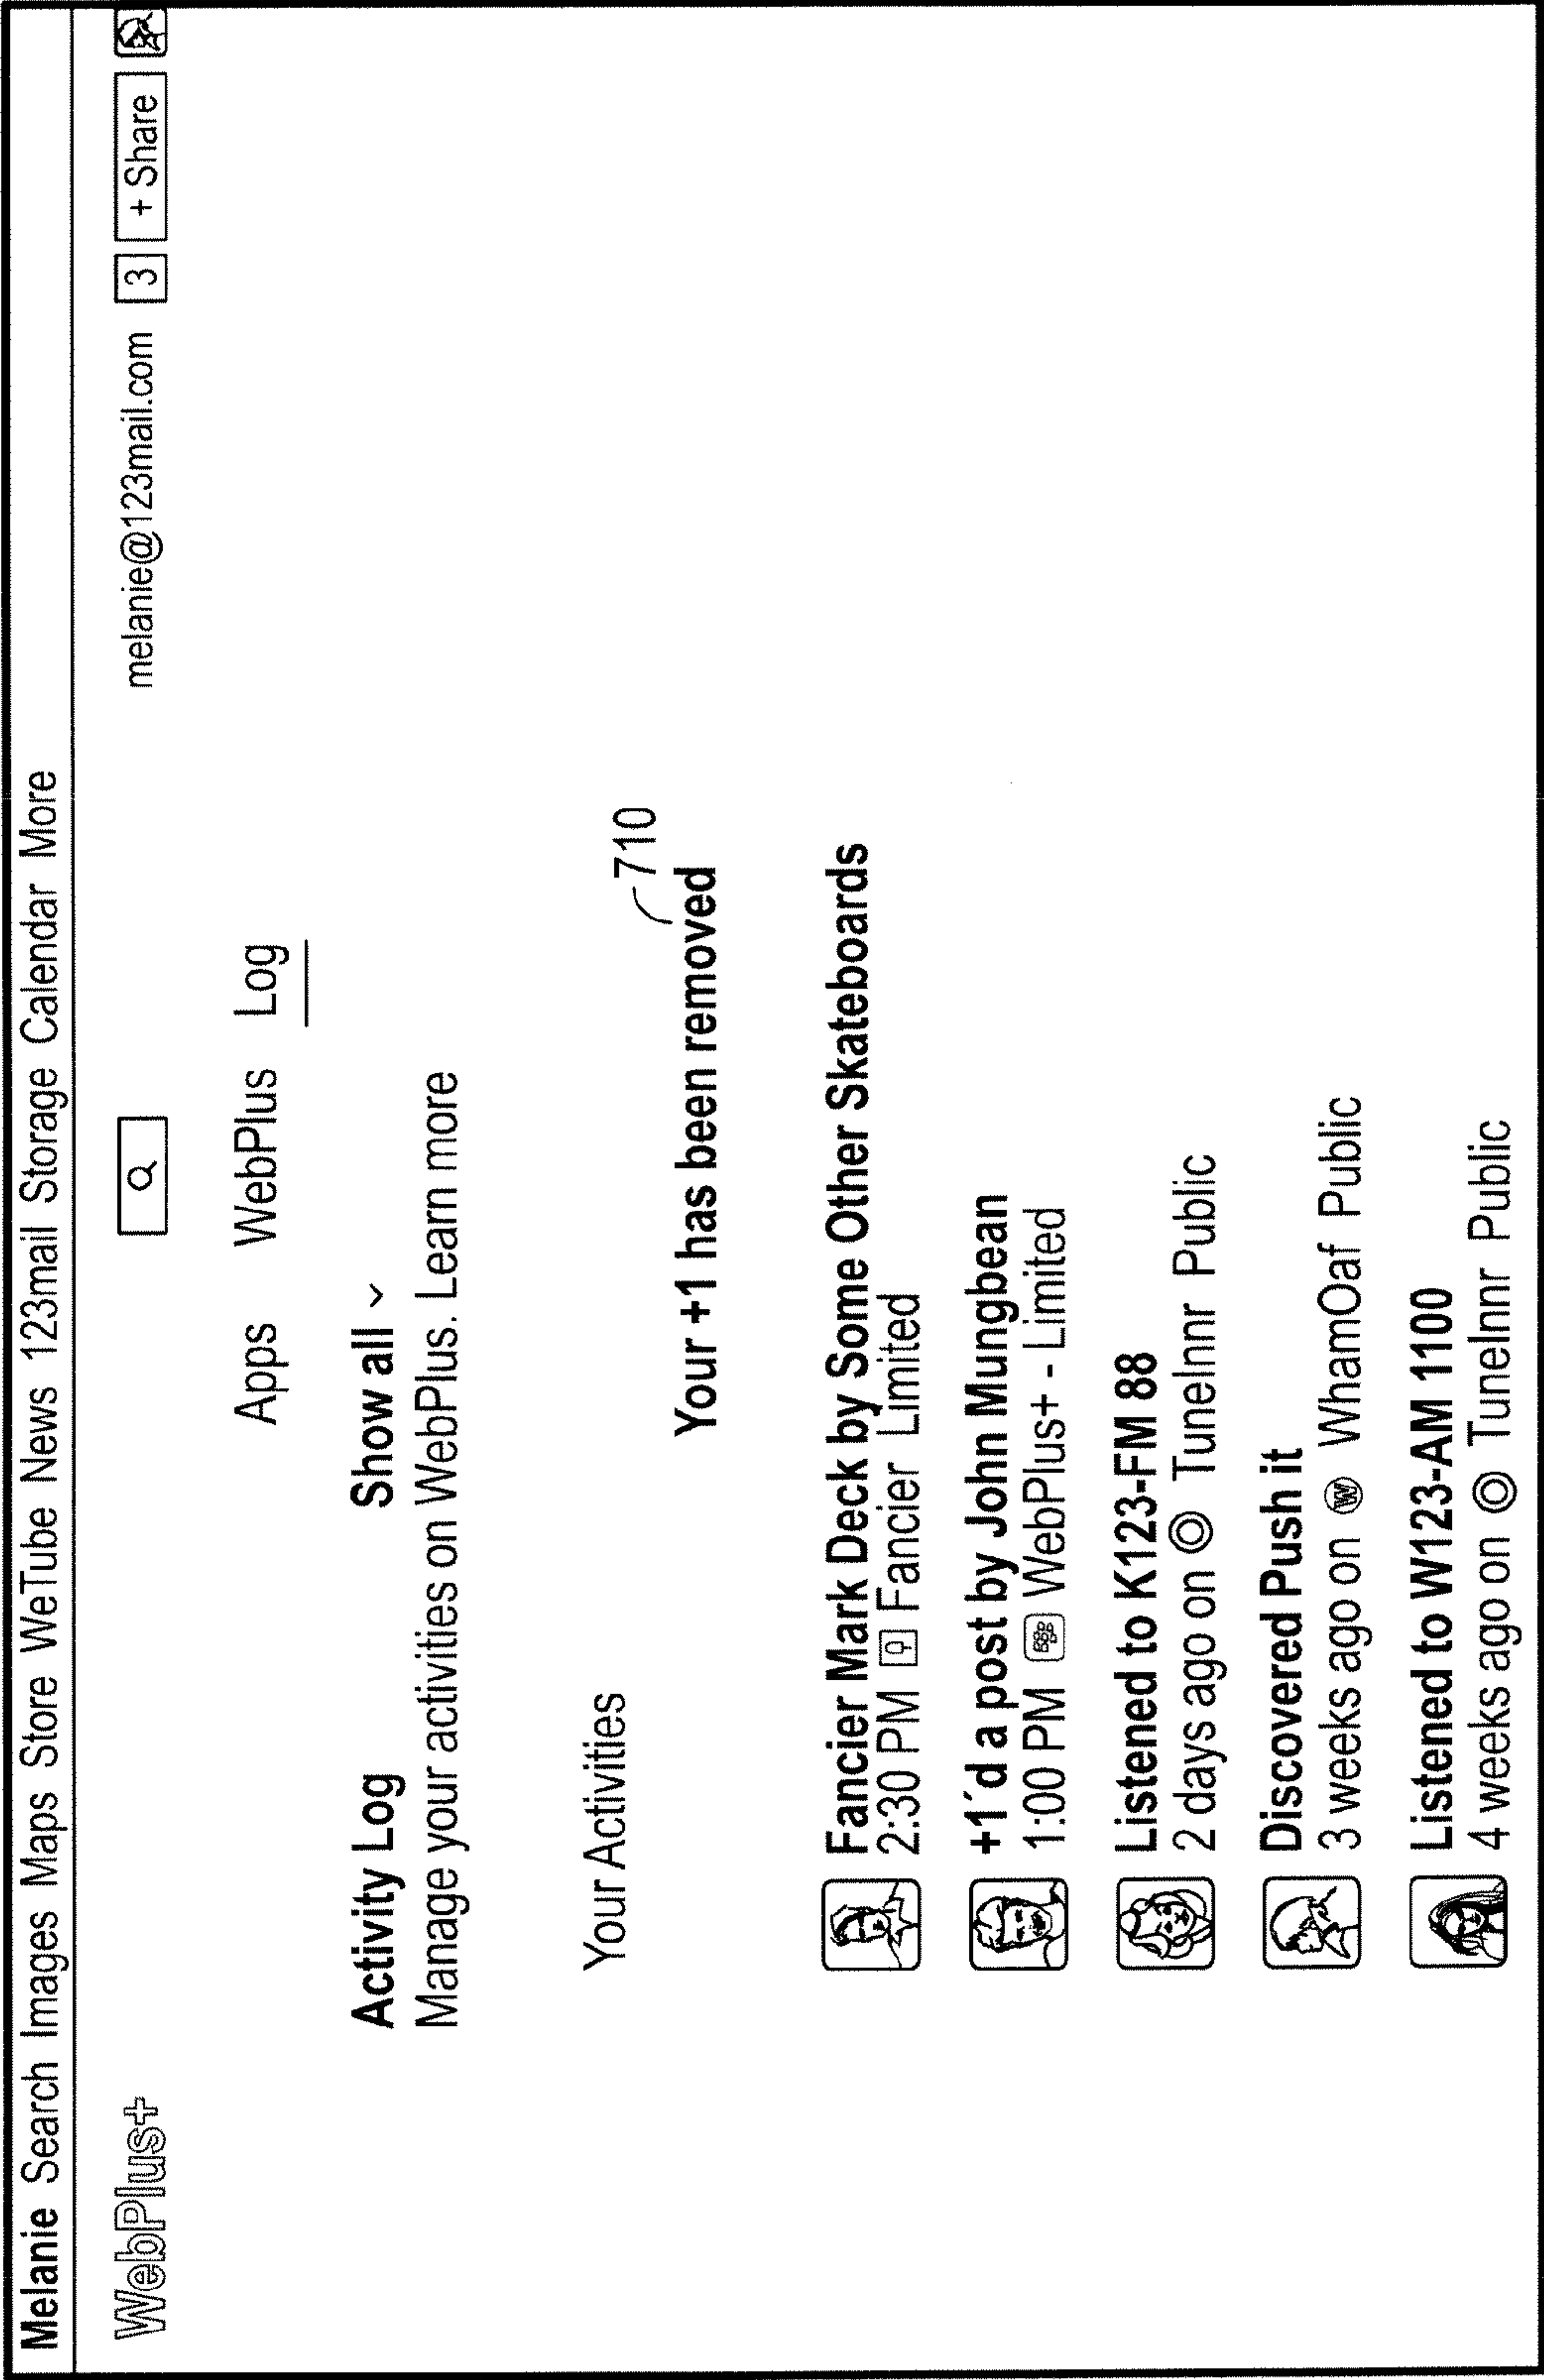 Melanie Search Images Maps Store WeTube News 123mail Storage Calendar More
WebPlus+ melanie@123mail.com 3 + Share
Apps WebPlus Log
Activity Log Show all
Manage your activities on WebPlus. Learn more
Your Activities
710
Your +1 has been removed
Fancier Mark Deck by Some Other Skateboards
2:30 PM Fancier Limited
+1´d a post by John Mungbean
1:00 PM WebPlus+ - Limited
Listened to K123-FM 88
2 days ago on TuneInnr Public
Discovered Push it
3 weeks ago on W WhamOaf Public
Listened to W123-AM 1100
4 weeks ago on TuneInnr Public